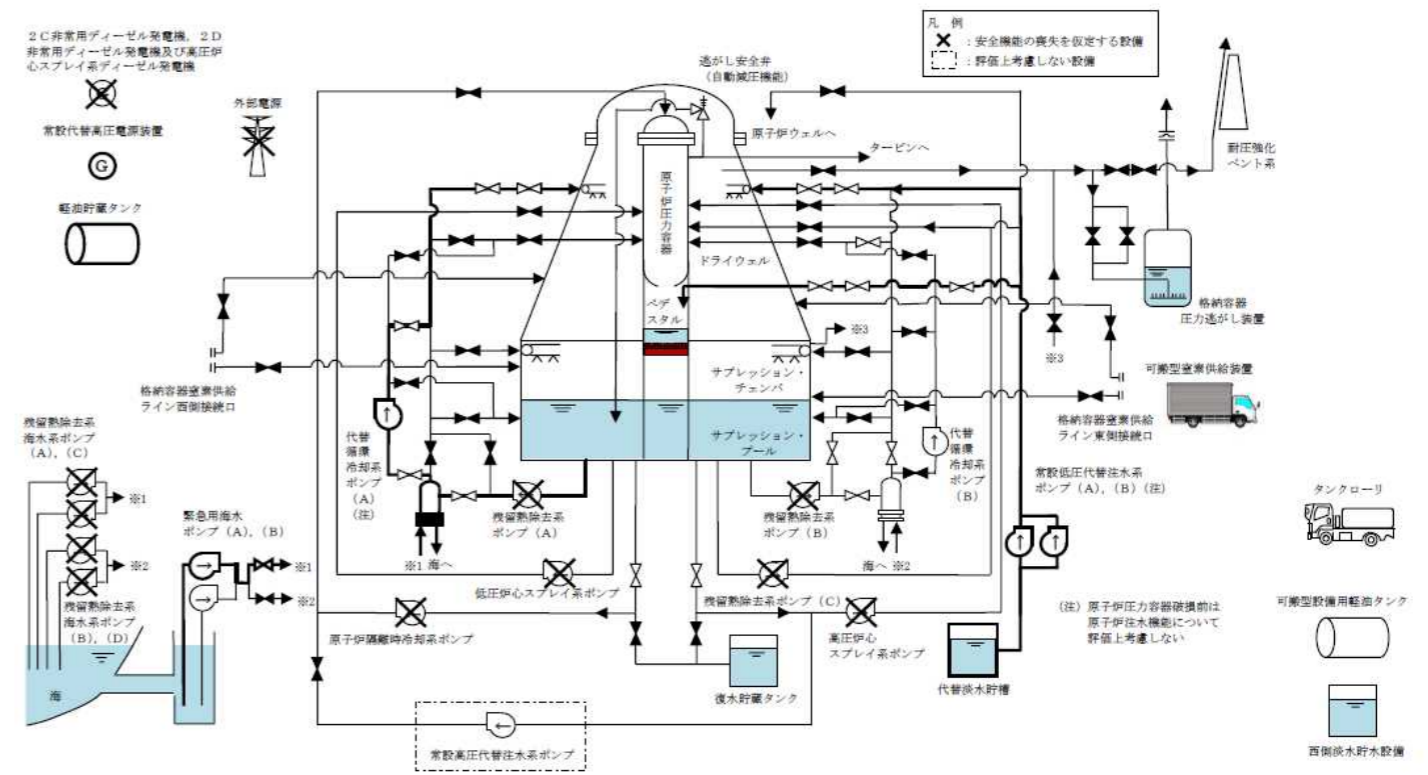 2C非常用ディーゼル発電機，2D
非常用ディーゼル発電機及び高圧炉
心スプレイ系ディーゼル発電機
G
常設代替高圧電源装置
G
軽油貯蔵タンク
外部電源
逃がし安全弁
（自動減圧機能）
凡 例
：安全機能の喪失を仮定する設備
：評価上考慮しない設備
原子炉ウェルへ
タービンへ
耐圧強化
ベント系
原子炉圧力容器
ドライウェル
ペデ
スタル
※3
格納容器
圧力逃がし装置
※3
サプレッション・
チェンバ
可搬型窒素供給装置
格納容器窒素供給
ライン西側接続口
格納容器窒素供給
ライン東側接続口
サプレッション・
プール
残留熱除去系
海水系ポンプ
（A），（C）
※1
※2
残留熱除去系
海水系ポンプ
（B），（D）
海
緊急用海水
ポンプ（A），（B）
※1
※2
代替
循環
冷却系
ポンプ
（A）
（注）
残留熱除去系
ポンプ（A）
※1 海へ
代替
循環
冷却系
ポンプ
（B）
残留熱除去系
ポンプ（B）
海へ ※2
常設低圧代替注水系
ポンプ（A），（B）（注）
タンクローリ
低圧炉心スプレイ系ポンプ
残留熱除去系ポンプ（C）
原子炉隔離時冷却系ポンプ
高圧炉心
スプレイ系ポンプ
（注）原子炉圧力容器破損前は
原子炉注水機能について
評価上考慮しない
可搬型設備用軽油タンク
復水貯蔵タンク
代替淡水貯槽
常設高圧代替注水系ポンプ
西側淡水貯水設備